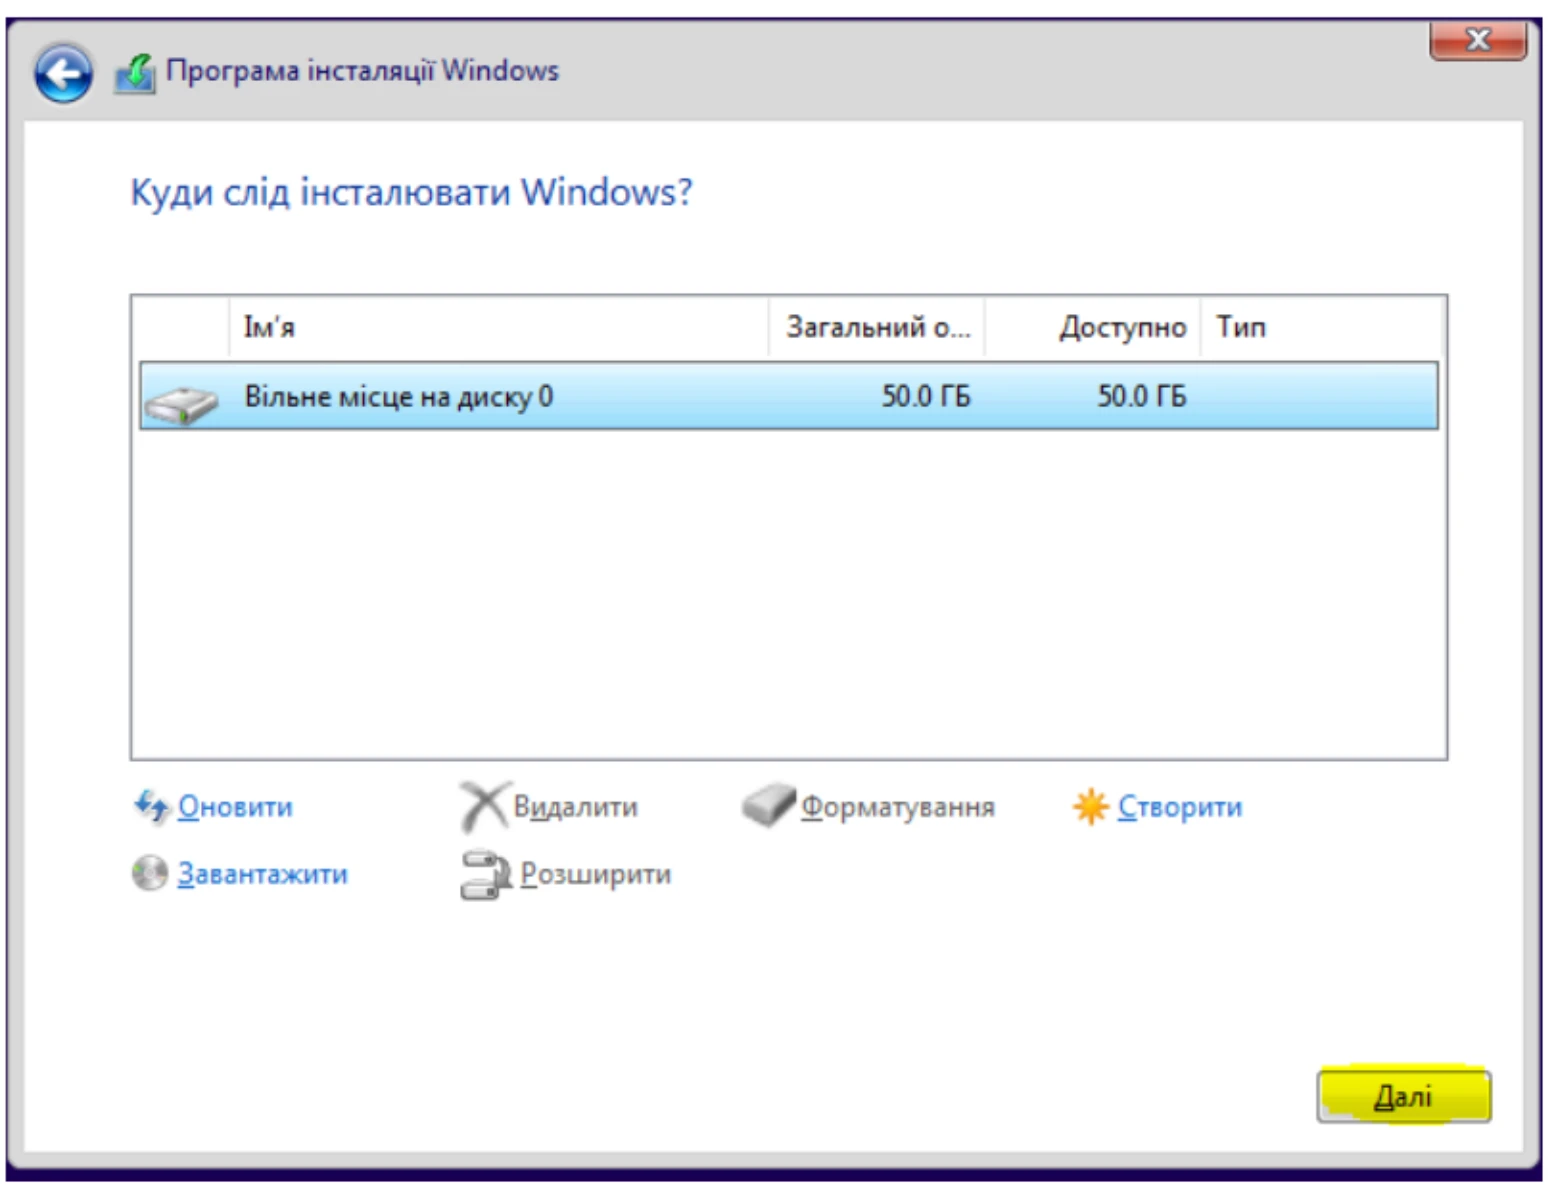 Програма інсталяції Windows
Куди слід інсталювати Windows?
Ім'я Загальний о... Доступно Тип
Вільне місце на диску 0 50.0 ГБ 50.0 ГБ
Оновити Видалити Форматування Створити
Завантажити Розширити
Далі